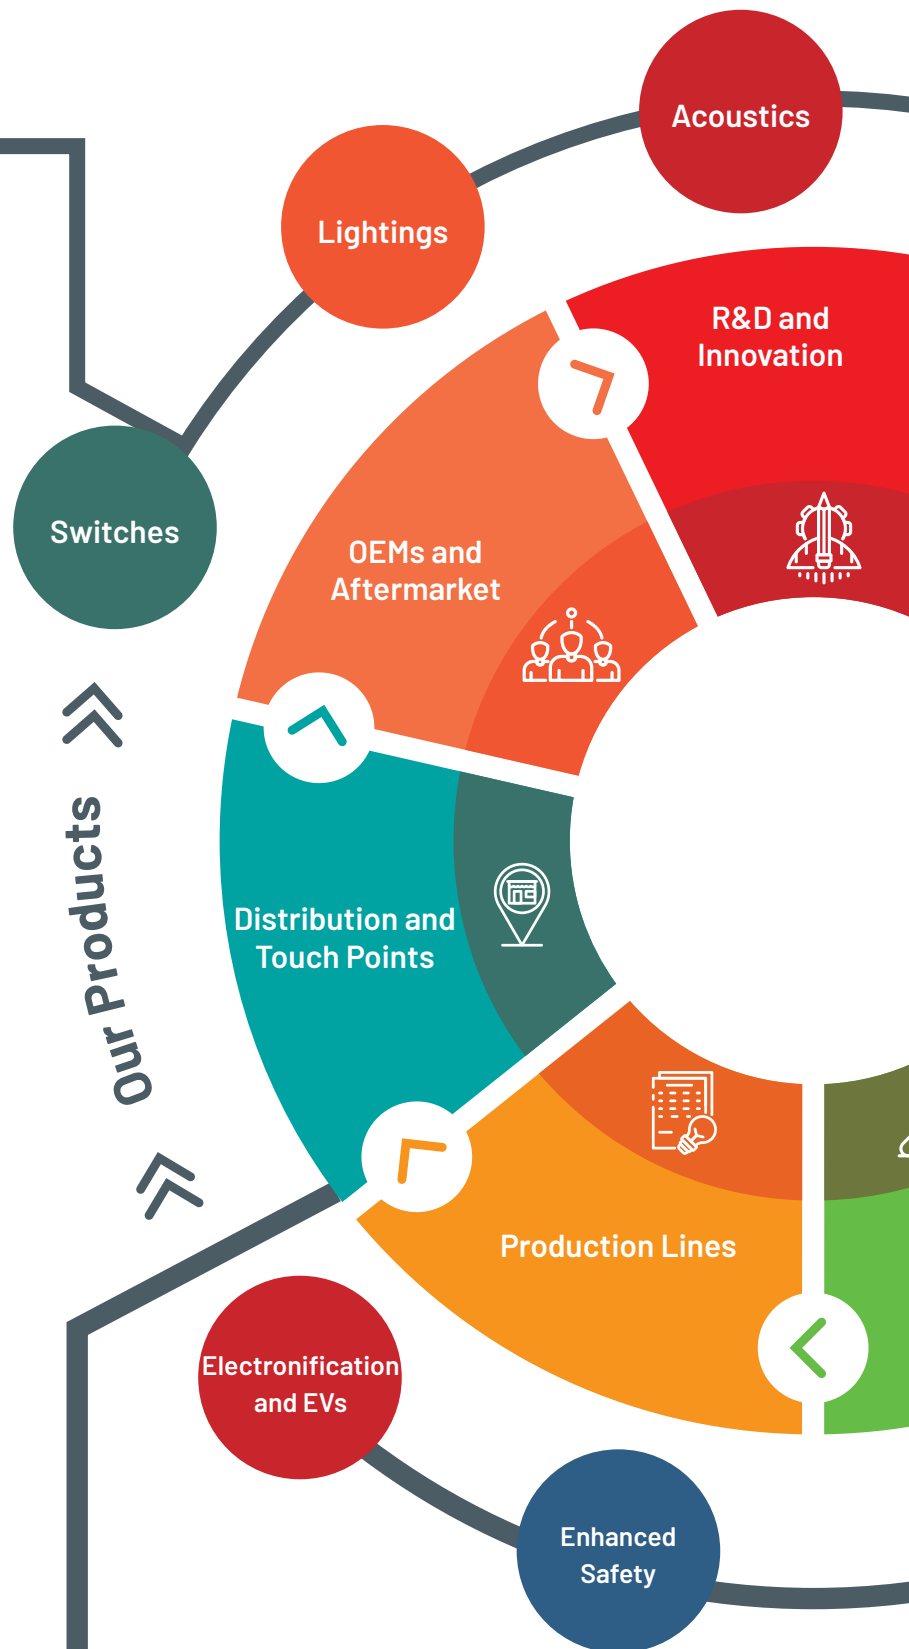 Acoustics
Lightings
R&D and
Innovation
Switches
OEMs and
Aftermarket
Our Products
Distribution and
Touch Points
Production Lines
Electronification
and EVs
Enhanced
Safety